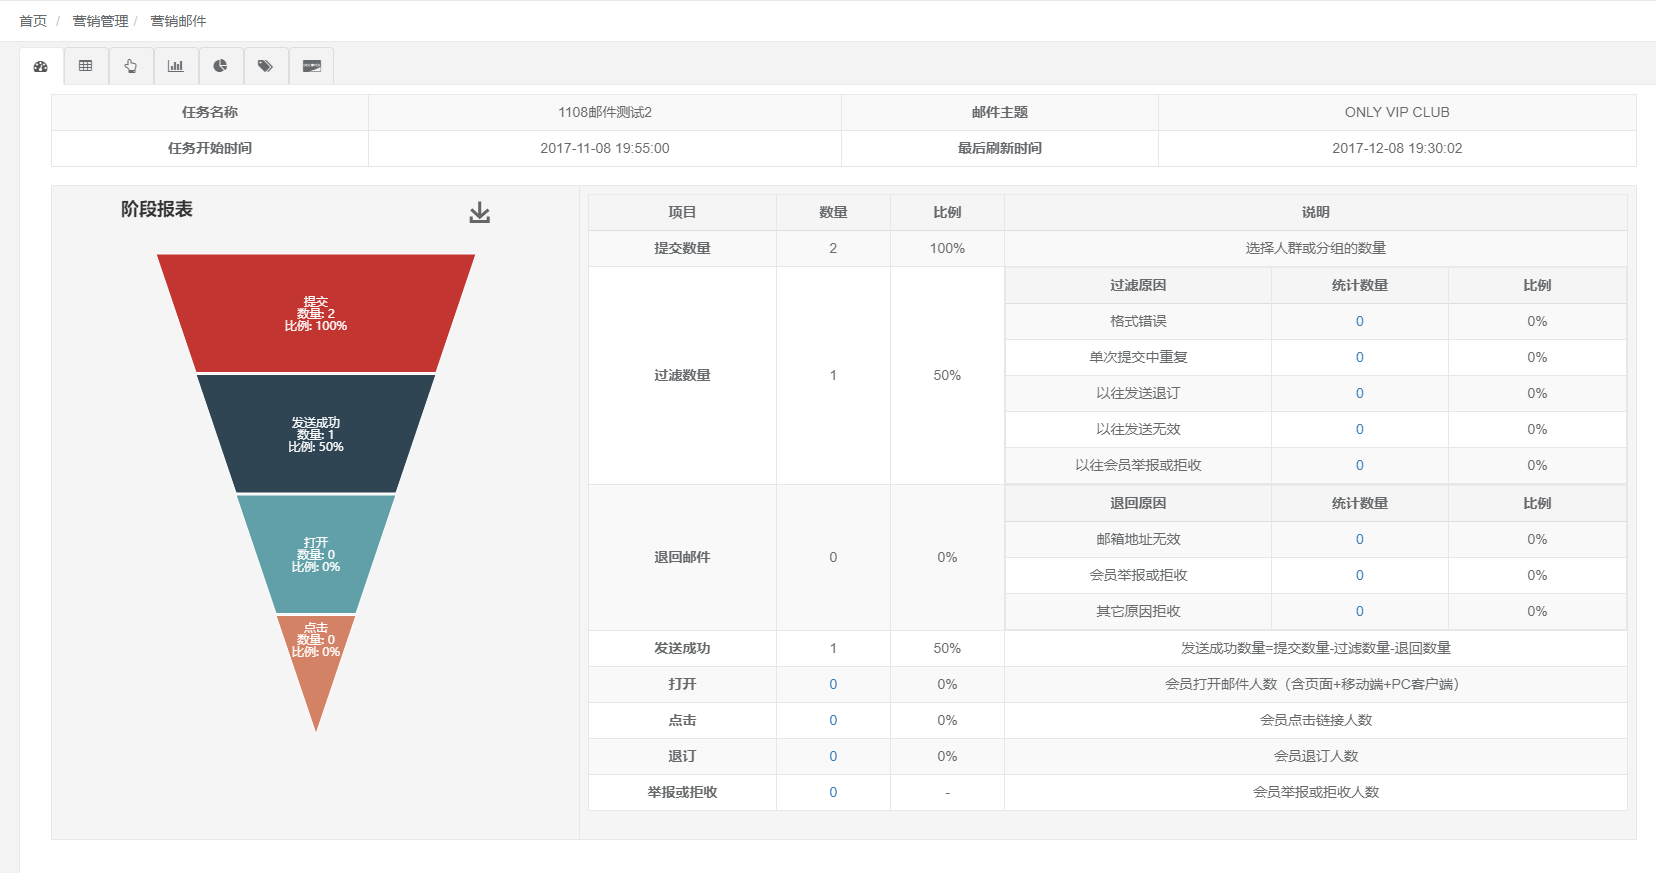 首页 / 营销管理 / 营销邮件
任务名称 1108邮件测试2 邮件主题 ONLY VIP CLUB
任务开始时间 2017-11-08 19:55:00 最后刷新时间 2017-12-08 19:30:02
阶段报表
提交
数量: 2
比例: 100%
发送成功
数量: 1
比例: 50%
打开
数量: 0
比例: 0%
点击
数量: 0
比例: 0%
项目 数量 比例 说明
提交数量 2 100% 选择人群或分组的数量
过滤数量 1 50%
过滤原因 统计数量 比例
格式错误 0 0%
单次提交中重复 0 0%
以往发送退订 0 0%
以往发送无效 0 0%
以往会员举报或拒收 0 0%
退回邮件 0 0%
退回原因 统计数量 比例
邮箱地址无效 0 0%
会员举报或拒收 0 0%
其它原因拒收 0 0%
发送成功 1 50% 发送成功数量=提交数量-过滤数量-退回数量
打开 0 0% 会员打开邮件人数（含页面+移动端+PC客户端）
点击 0 0% 会员点击链接人数
退订 0 0% 会员退订人数
举报或拒收 0 - 会员举报或拒收人数